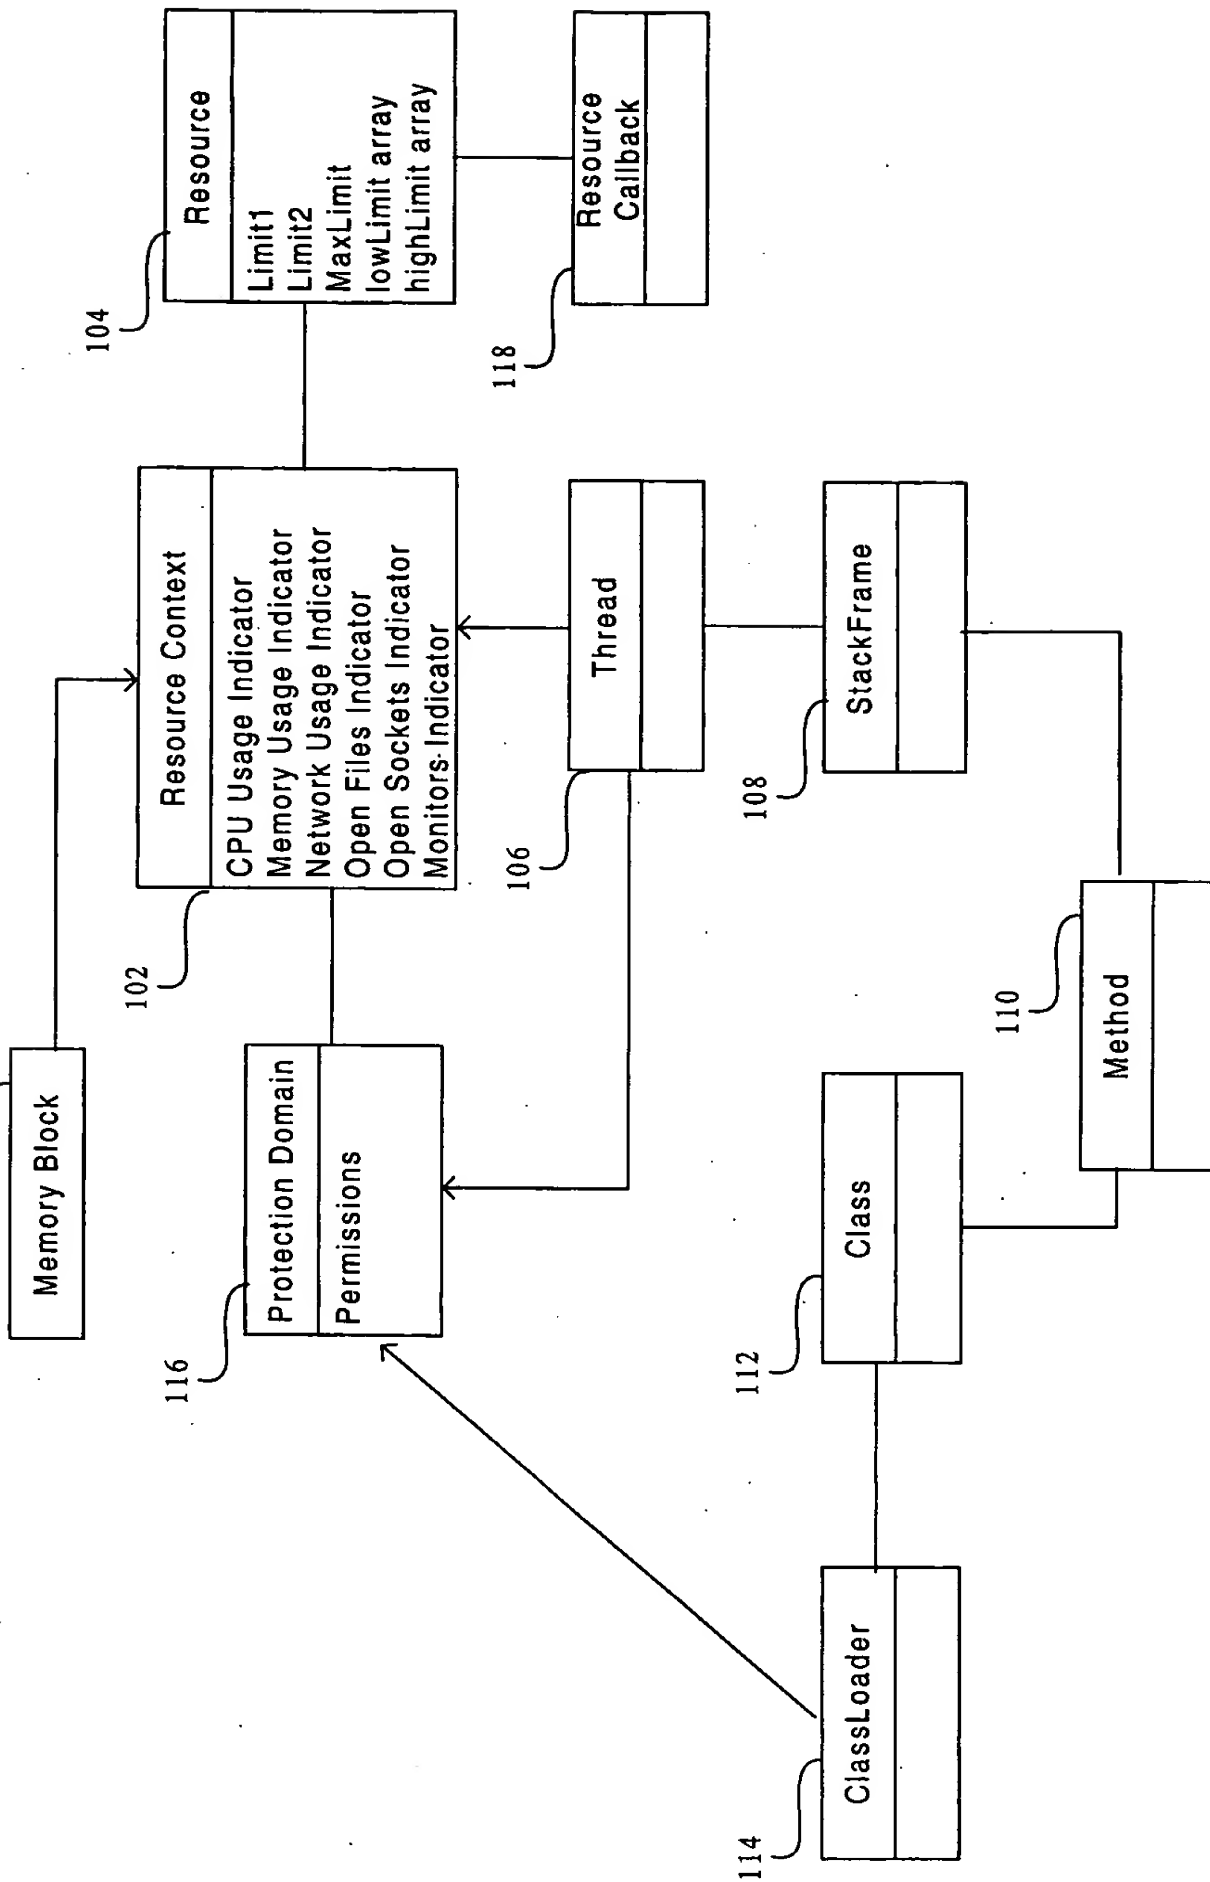 Memory Block
102
Resource Context
CPU Usage Indicator
Memory Usage Indicator
Network Usage Indicator
Open Files Indicator
Open Sockets Indicator
Monitors-Indicator
104
Resource
Limit1
Limit2
MaxLimit
lowLimit array
highLimit array
116
Protection Domain
Permissions
106
Thread
118
Resource
Callback
114
ClassLoader
112
Class
108
StackFrame
110
Method